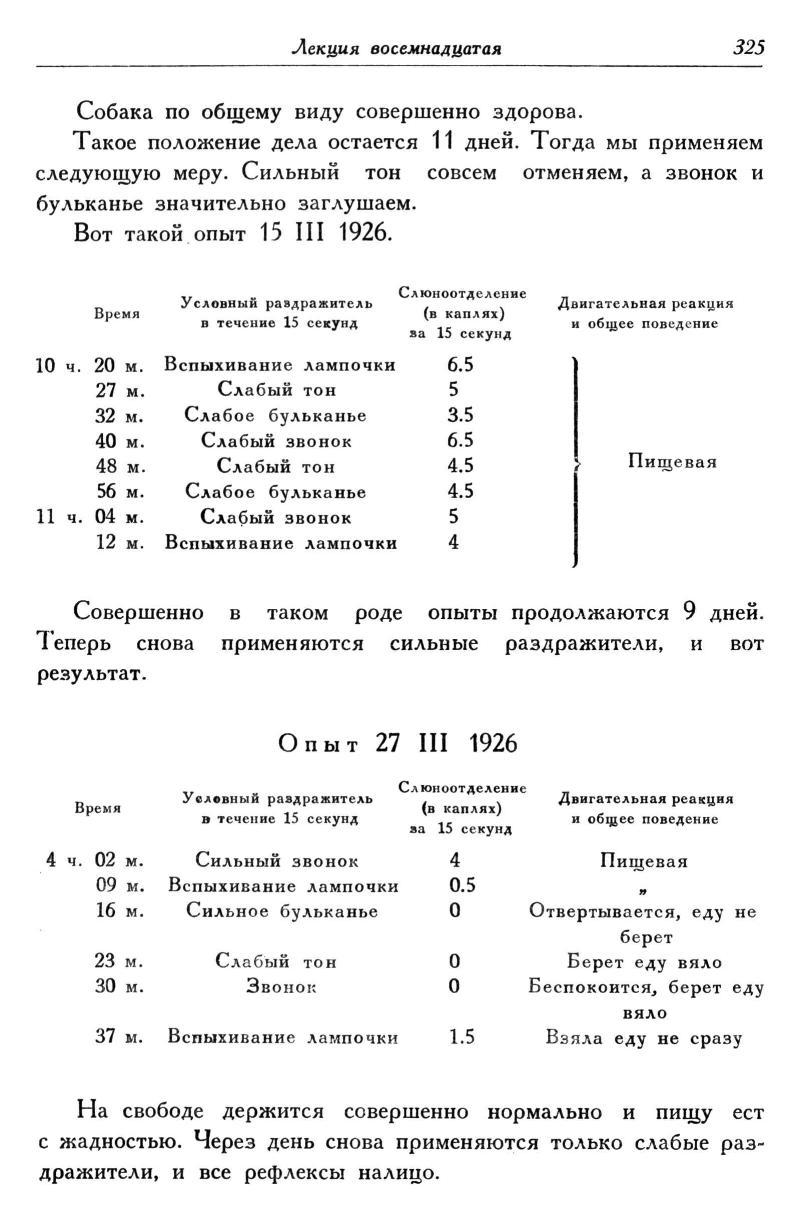 Лекция восемнадцатая 325
Собака по общему виду совершенно здорова.
Такое положение дела остается 11 дней. Тогда мы применяем
следующую меру. Сильный тон совсем отменяем, а звонок и
бульканье значительно заглушаем.
Вот такой опыт 15 III 1926.
Время Условный раздражитель в течение 15 секунд Слюноотделение (в каплях) за 15 секунд Двигательная реакция и общее поведение
10 ч. 20 м. Вспыхивание лампочки 6.5
27 м. Слабый тон 5
32 м. Слабое бульканье 3.5
40 м. Слабый звонок 6.5
48 м. Слабый тон 4.5 Пищевая
56 м. Слабое бульканье 4.5
11 ч. 04 м. Слабый звонок 5
12 м. Вспыхивание лампочки 4
Совершенно в таком роде опыты продолжаются 9 дней.
Теперь снова применяются сильные раздражители, и вот
результат.
Опыт 27 III 1926
Время Условный раздражитель в течение 15 секунд Слюноотделение (в каплях) за 15 секунд Двигательная реакция и общее поведение
4 ч. 02 м. Сильный звонок 4 Пищевая
09 м. Вспыхивание лампочки 0.5 „
16 м. Сильное бульканье 0 Отвертывается, еду не
берет
23 м. Слабый тон 0 Берет еду вяло
30 м. Звонок 0 Беспокоится, берет еду
вяло
37 м. Вспыхивание лампочки 1.5 Взяла еду не сразу
На свободе держится совершенно нормально и пищу ест
с жадностью. Через день снова применяются только слабые раз-
дражители, и все рефлексы налицо.